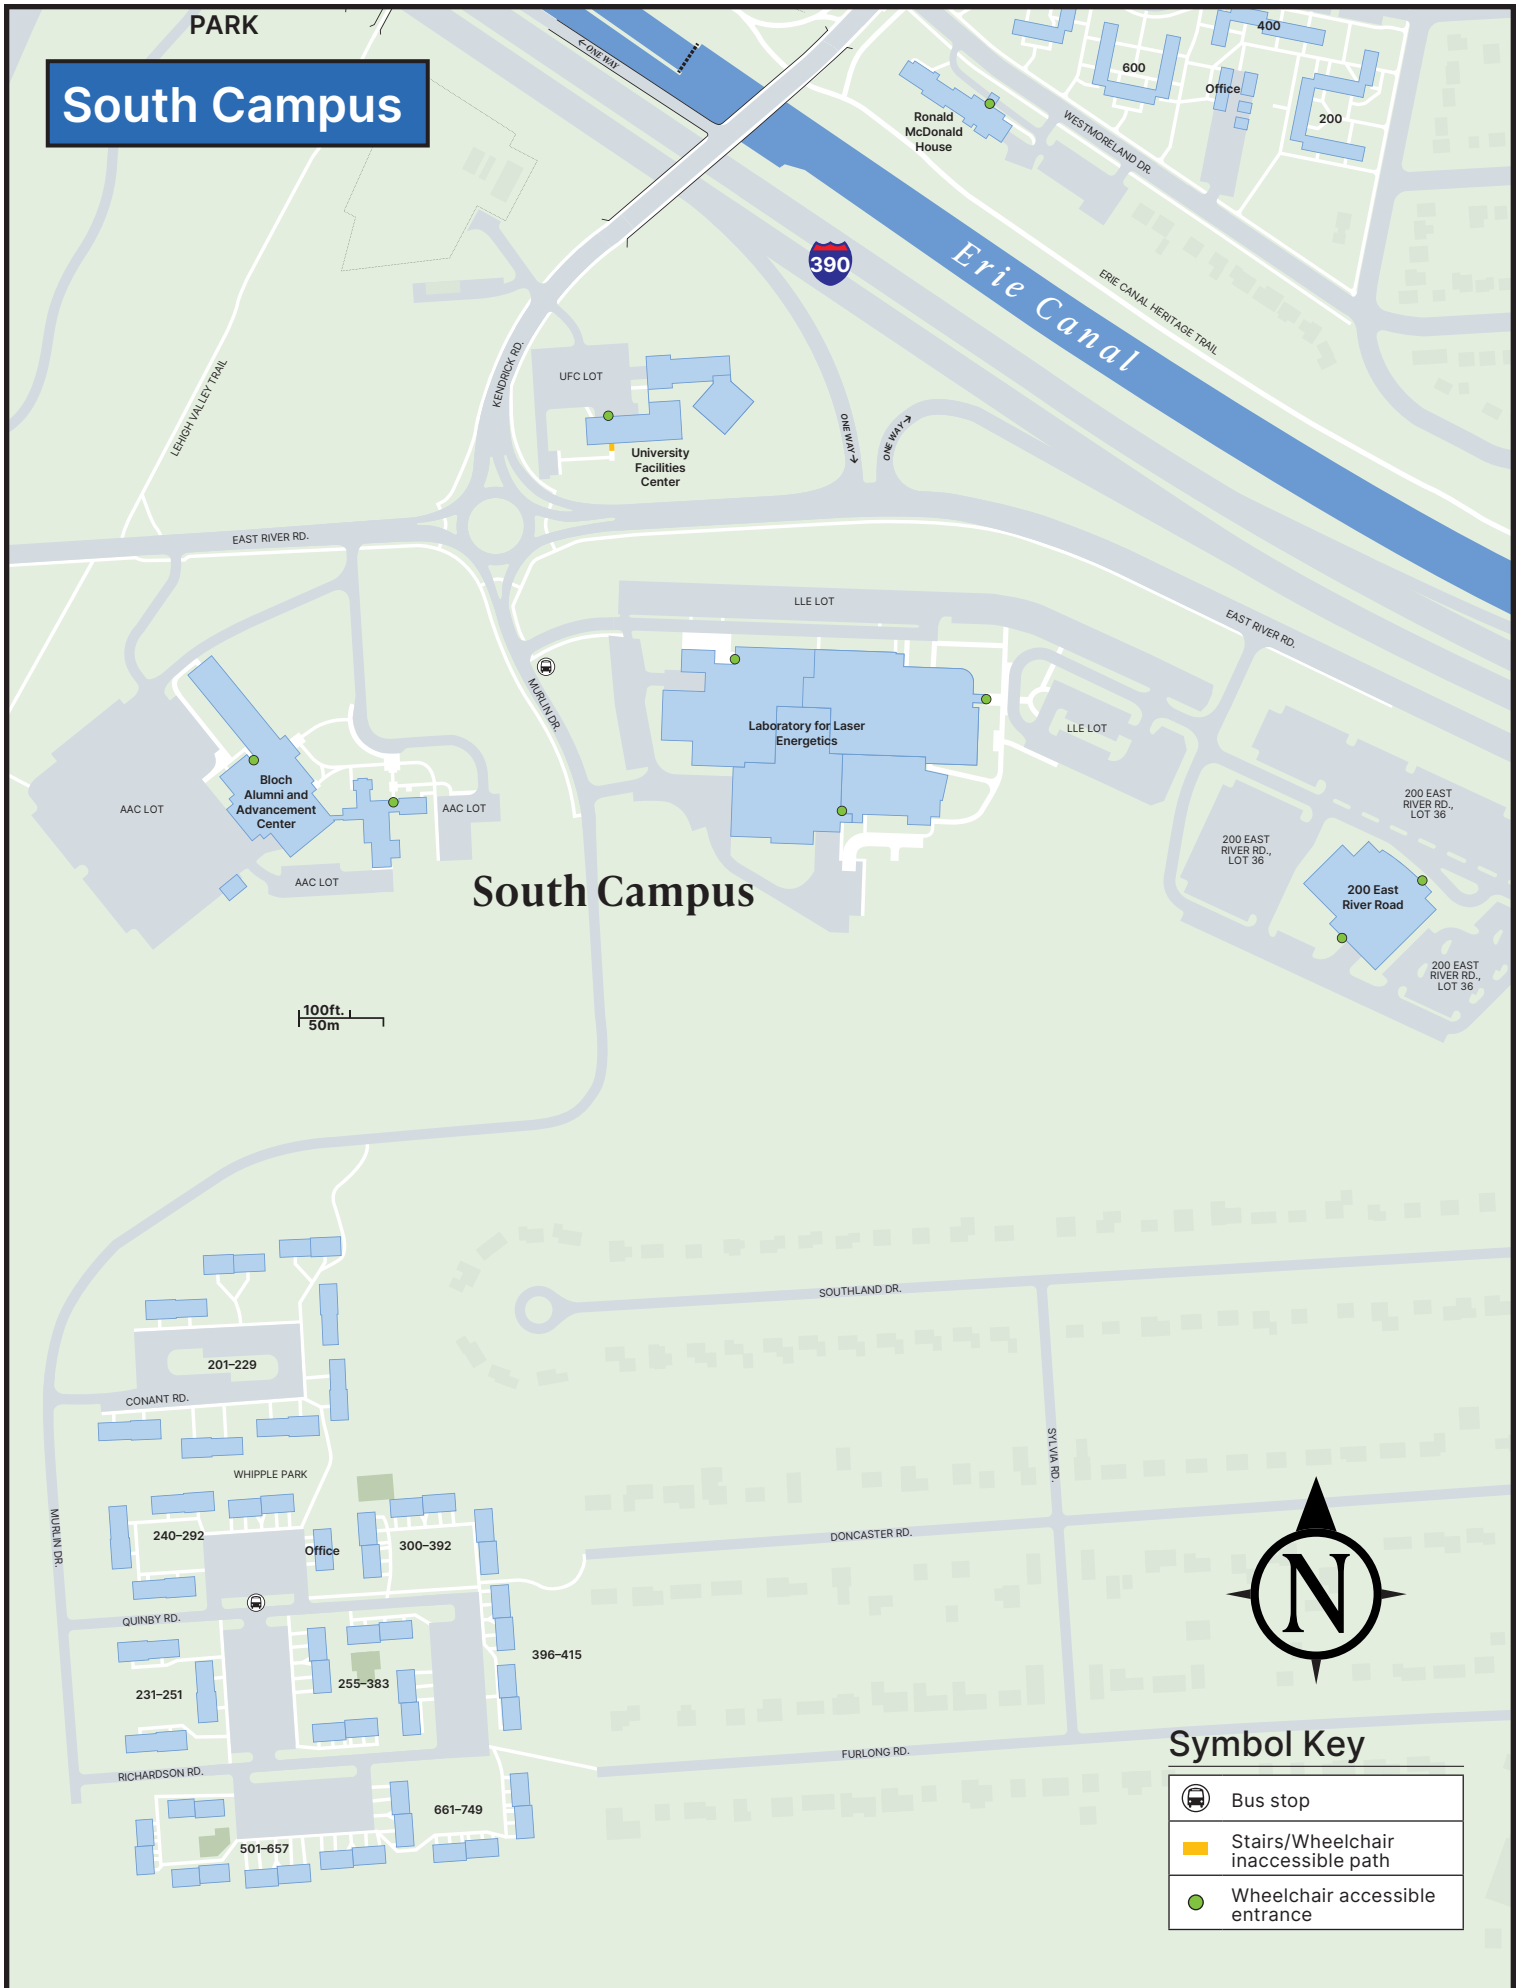 PARK
South Campus
← ONE WAY
400
600
Office
200
Ronald
McDonald
House
WESTMORELAND DR.
390
Erie Canal
ERIE CANAL HERITAGE TRAIL
LEHIGH VALLEY TRAIL
KENDRICK RD.
UFC LOT
ONE WAY →
ONE WAY →
University
Facilities
Center
EAST RIVER RD.
LLE LOT
EAST RIVER RD.
MURLIN DR.
Laboratory for Laser
Energetics
LLE LOT
Bloch
Alumni and
Advancement
Center
AAC LOT
AAC LOT
AAC LOT
200 EAST
RIVER RD.,
LOT 36
200 EAST
RIVER RD.,
LOT 36
200 East
River Road
200 EAST
RIVER RD.,
LOT 36
South Campus
100ft.
50m
SOUTHLAND DR.
201–229
CONANT RD.
SYLVIA RD.
WHIPPLE PARK
MURLIN DR.
240–292
Office
300–392
DONCASTER RD.
N
QUINBY RD.
396–415
255–383
231–251
FURLONG RD.
RICHARDSON RD.
661–749
501–657
Symbol Key
Bus stop
Stairs/Wheelchair
inaccessible path
Wheelchair accessible
entrance